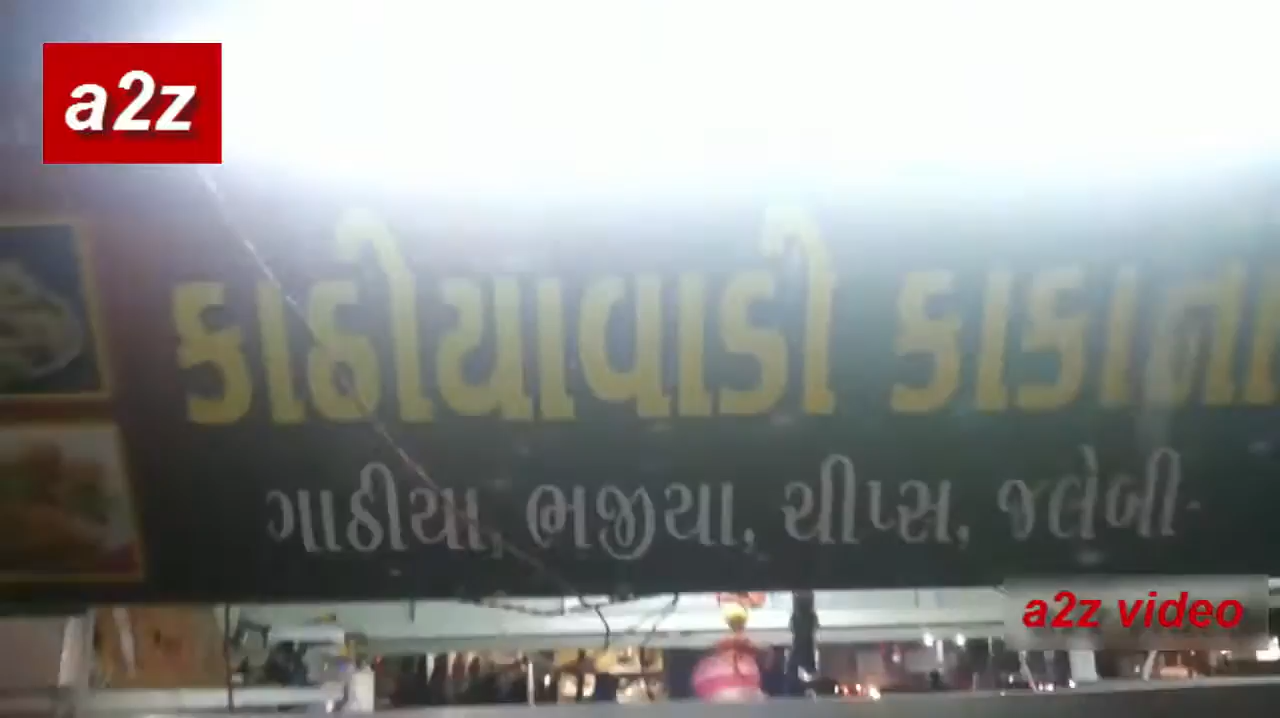 a2z
કાઠીયાવાડી કાકાના
ગાઠીયા, ભજીયા, ચીપ્સ, જલેબી
a2z video